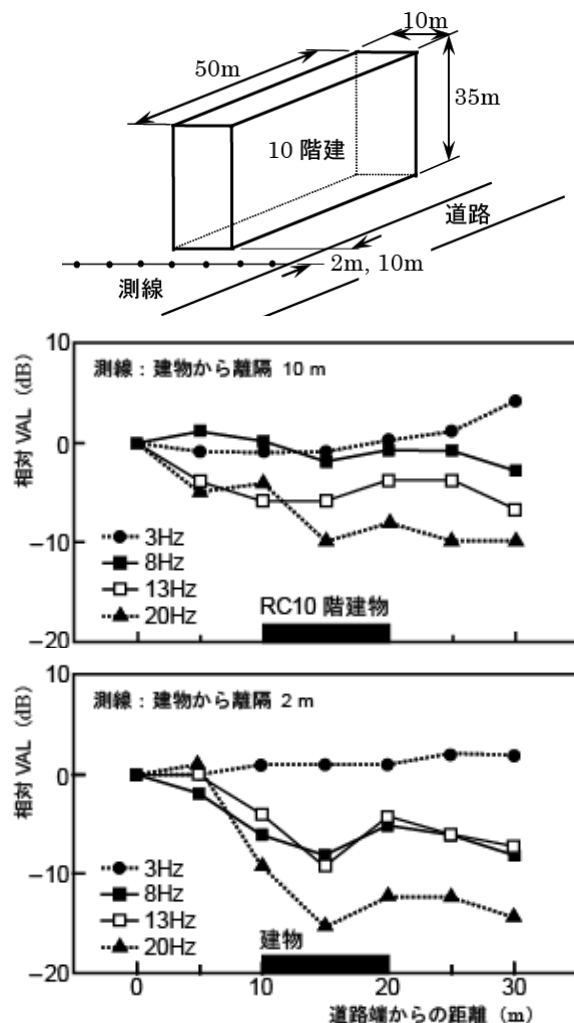 10m
50m
35m
10 階建
道路
2m, 10m
測線
10
測線：建物から離隔 10 m
相対 VAL（dB）
0
−10
3Hz
8Hz
13Hz
20Hz
RC10 階建物
−20
10
測線：建物から離隔 2 m
相対 VAL（dB）
0
−10
3Hz
8Hz
13Hz
20Hz
建物
−20
0 10 20 30
道路端からの距離（m）